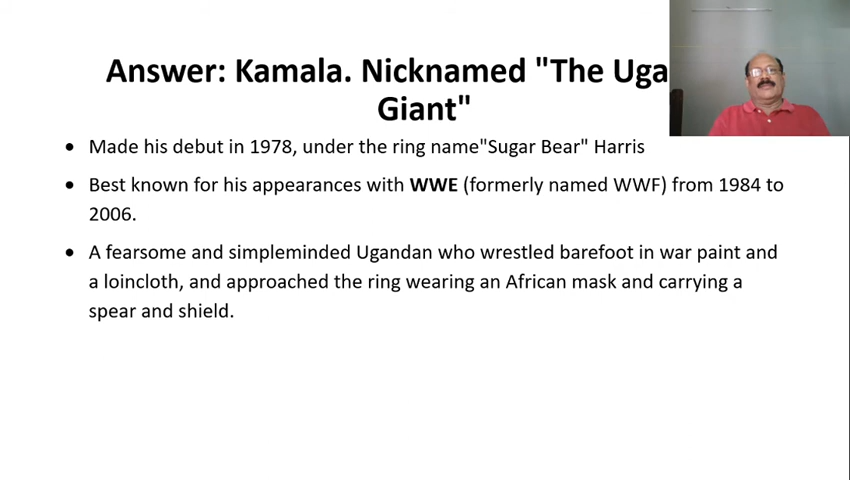 Answer: Kamala. Nicknamed "The Uga
Giant"
• Made his debut in 1978, under the ring name"Sugar Bear" Harris
• Best known for his appearances with WWE (formerly named WWF) from 1984 to
2006.
• A fearsome and simpleminded Ugandan who wrestled barefoot in war paint and
a loincloth, and approached the ring wearing an African mask and carrying a
spear and shield.